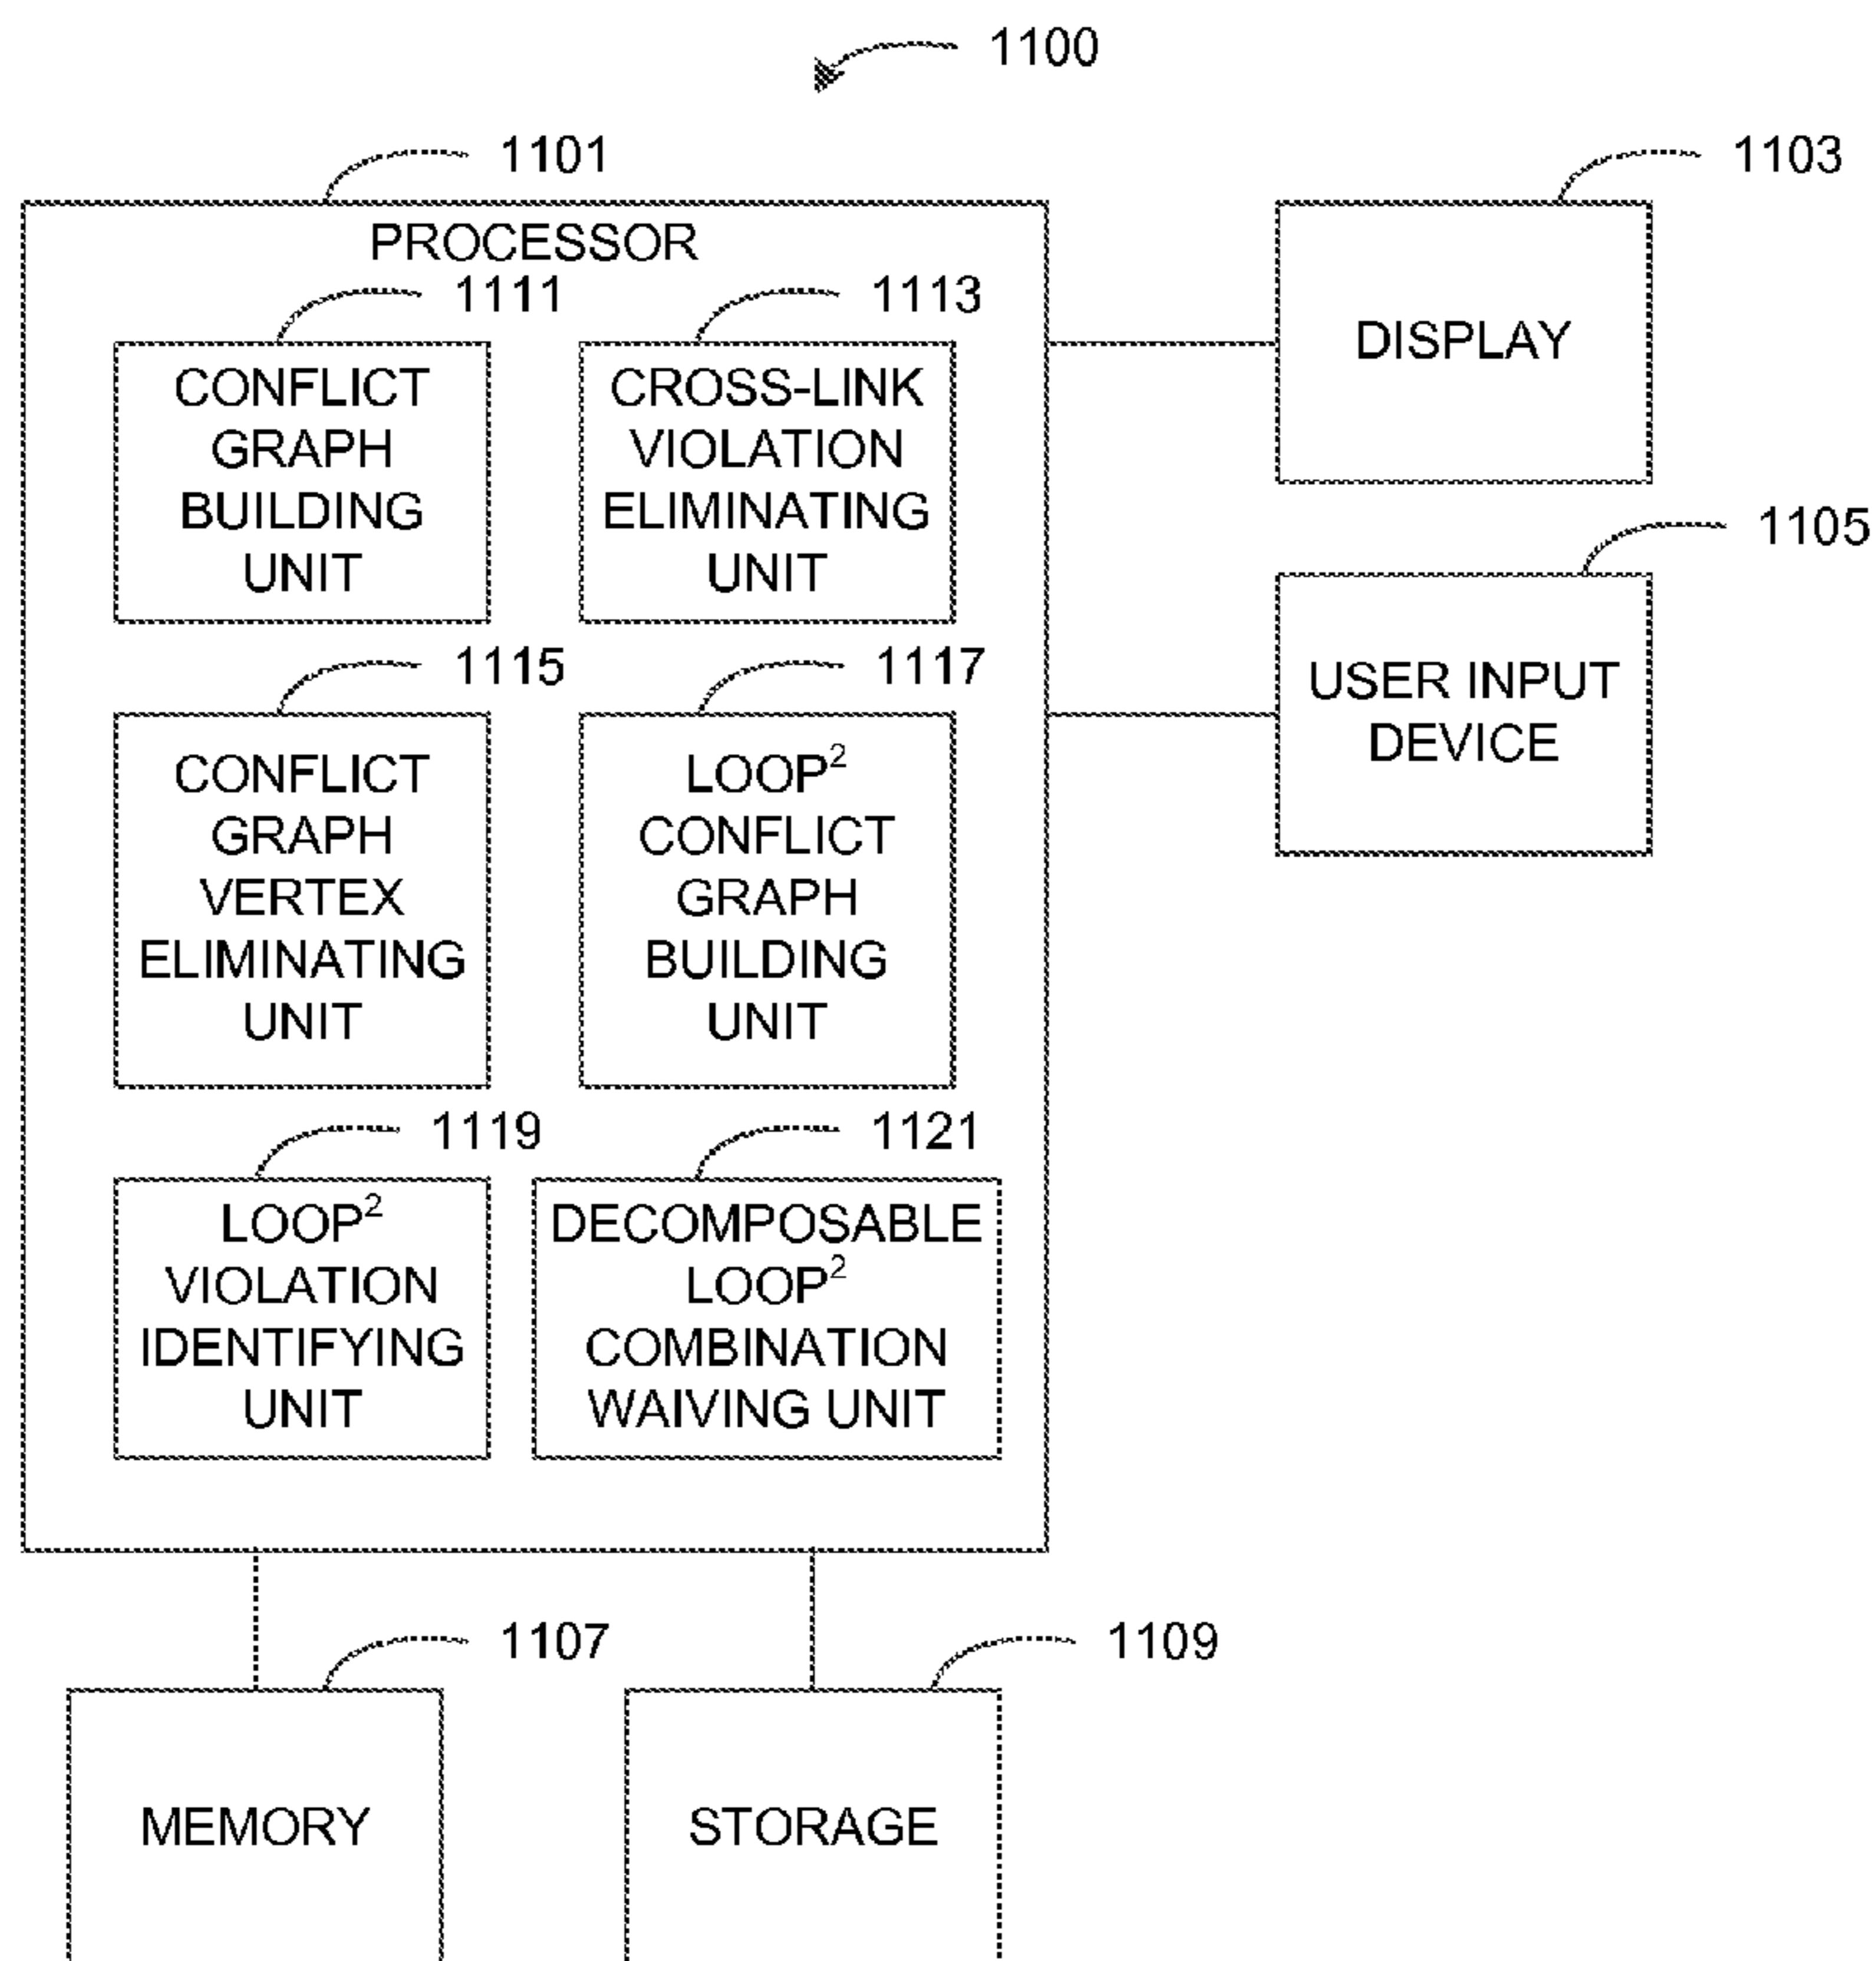 1100
1101
1103
PROCESSOR
1111
1113
CONFLICT
GRAPH
BUILDING
UNIT
CROSS-LINK
VIOLATION
ELIMINATING
UNIT
DISPLAY
1105
USER INPUT
DEVICE
1115
1117
CONFLICT
GRAPH
VERTEX
ELIMINATING
UNIT
LOOP²
CONFLICT
GRAPH
BUILDING
UNIT
1119
1121
LOOP²
VIOLATION
IDENTIFYING
UNIT
DECOMPOSABLE
LOOP²
COMBINATION
WAIVING UNIT
1107
1109
MEMORY
STORAGE